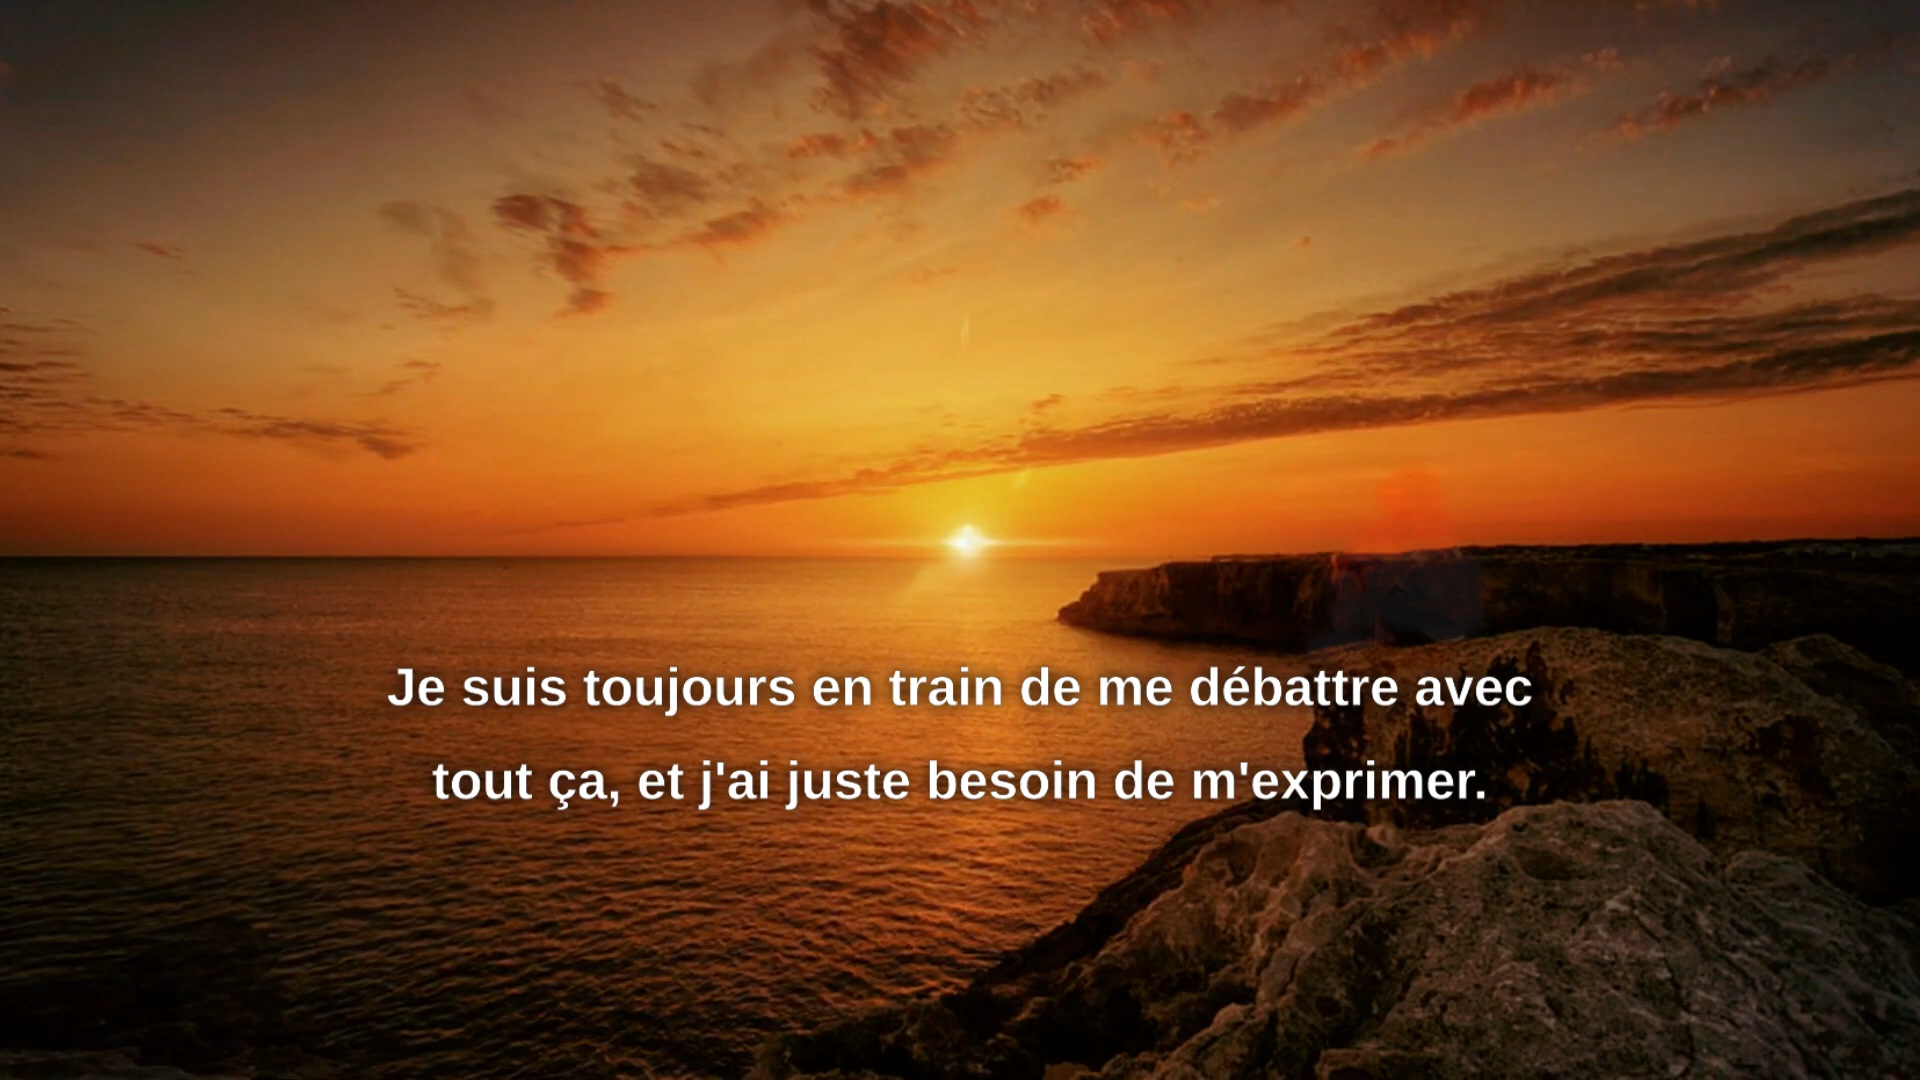 Je suis toujours en train de me débattre avec
tout ça, et j'ai juste besoin de m'exprimer.